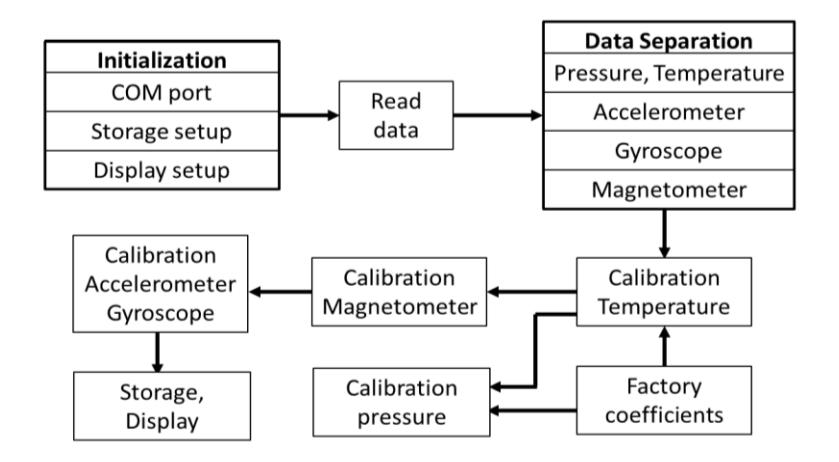 Initialization
COM port
Storage setup
Display setup
Read
data
Data Separation
Pressure, Temperature
Accelerometer
Gyroscope
Magnetometer
Calibration
Temperature
Calibration
Magnetometer
Calibration
Accelerometer
Gyroscope
Storage,
Display
Calibration
pressure
Factory
coefficients